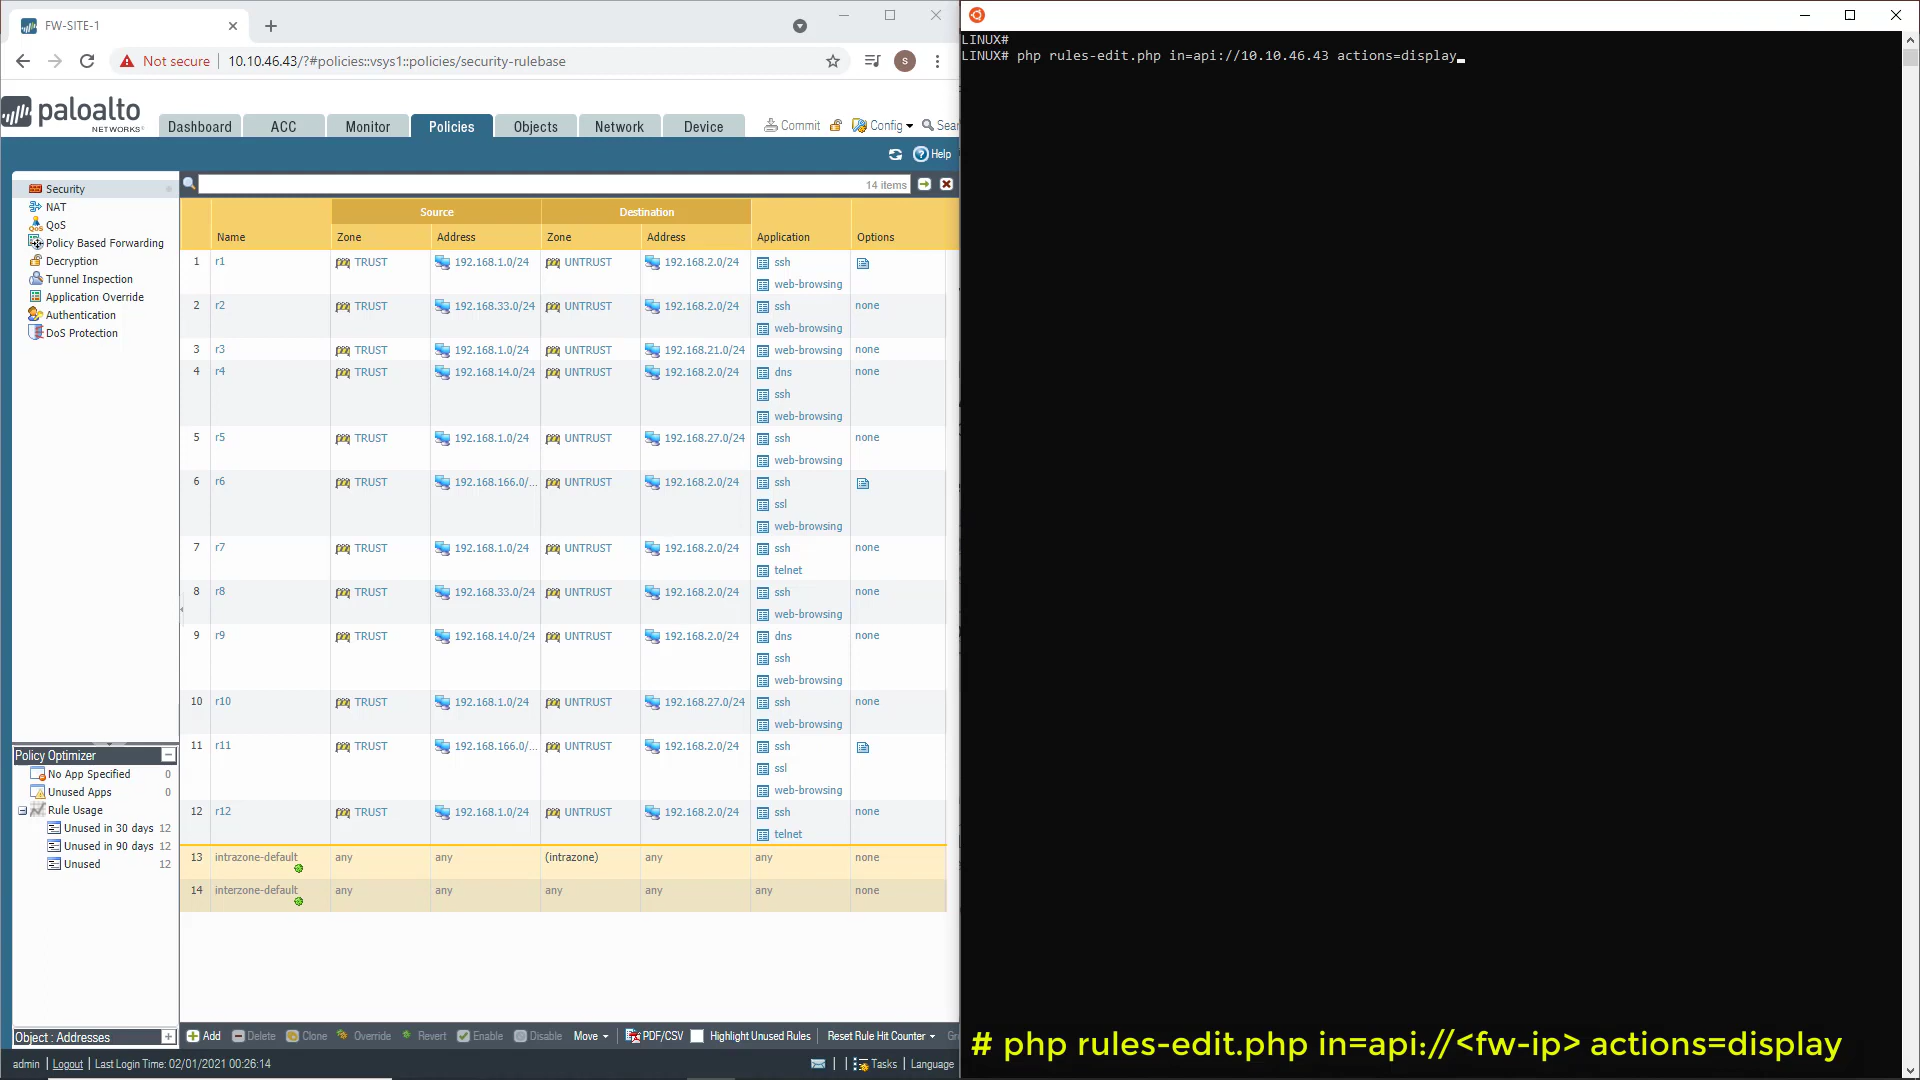 FW-SITE-1
Not secure 10.10.46.43/?#policies::vsys1::policies/security-rulebase
S
paloalto
NETWORKS
Dashboard ACC Monitor Policies Objects Network Device Commit Config Sear
Help
Security
NAT
QoS
Policy Based Forwarding
Decryption
Tunnel Inspection
Application Override
Authentication
DoS Protection
14 items
Source Destination
Name Zone Address Zone Address Application Options
1 r1 TRUST 192.168.1.0/24 UNTRUST 192.168.2.0/24 ssh
web-browsing
2 r2 TRUST 192.168.33.0/24 UNTRUST 192.168.2.0/24 ssh none
web-browsing
3 r3 TRUST 192.168.1.0/24 UNTRUST 192.168.21.0/24 web-browsing none
4 r4 TRUST 192.168.14.0/24 UNTRUST 192.168.2.0/24 dns none
ssh
web-browsing
5 r5 TRUST 192.168.1.0/24 UNTRUST 192.168.27.0/24 ssh none
web-browsing
6 r6 TRUST 192.168.166.0/... UNTRUST 192.168.2.0/24 ssh
ssl
web-browsing
7 r7 TRUST 192.168.1.0/24 UNTRUST 192.168.2.0/24 ssh none
telnet
8 r8 TRUST 192.168.33.0/24 UNTRUST 192.168.2.0/24 ssh none
web-browsing
9 r9 TRUST 192.168.14.0/24 UNTRUST 192.168.2.0/24 dns none
ssh
web-browsing
10 r10 TRUST 192.168.1.0/24 UNTRUST 192.168.27.0/24 ssh none
web-browsing
11 r11 TRUST 192.168.166.0/... UNTRUST 192.168.2.0/24 ssh
ssl
web-browsing
12 r12 TRUST 192.168.1.0/24 UNTRUST 192.168.2.0/24 ssh none
telnet
13 intrazone-default any any (intrazone) any any none
14 interzone-default any any any any any none
Policy Optimizer
No App Specified 0
Unused Apps 0
Rule Usage
Unused in 30 days 12
Unused in 90 days 12
Unused 12
Object : Addresses
Add Delete Clone Override Revert Enable Disable Move PDF/CSV Highlight Unused Rules Reset Rule Hit Counter Gr
admin | Logout | Last Login Time: 02/01/2021 00:26:14
Tasks | Language
LINUX#
LINUX# php rules-edit.php in=api://10.10.46.43 actions=display
# php rules-edit.php in=api://<fw-ip> actions=display